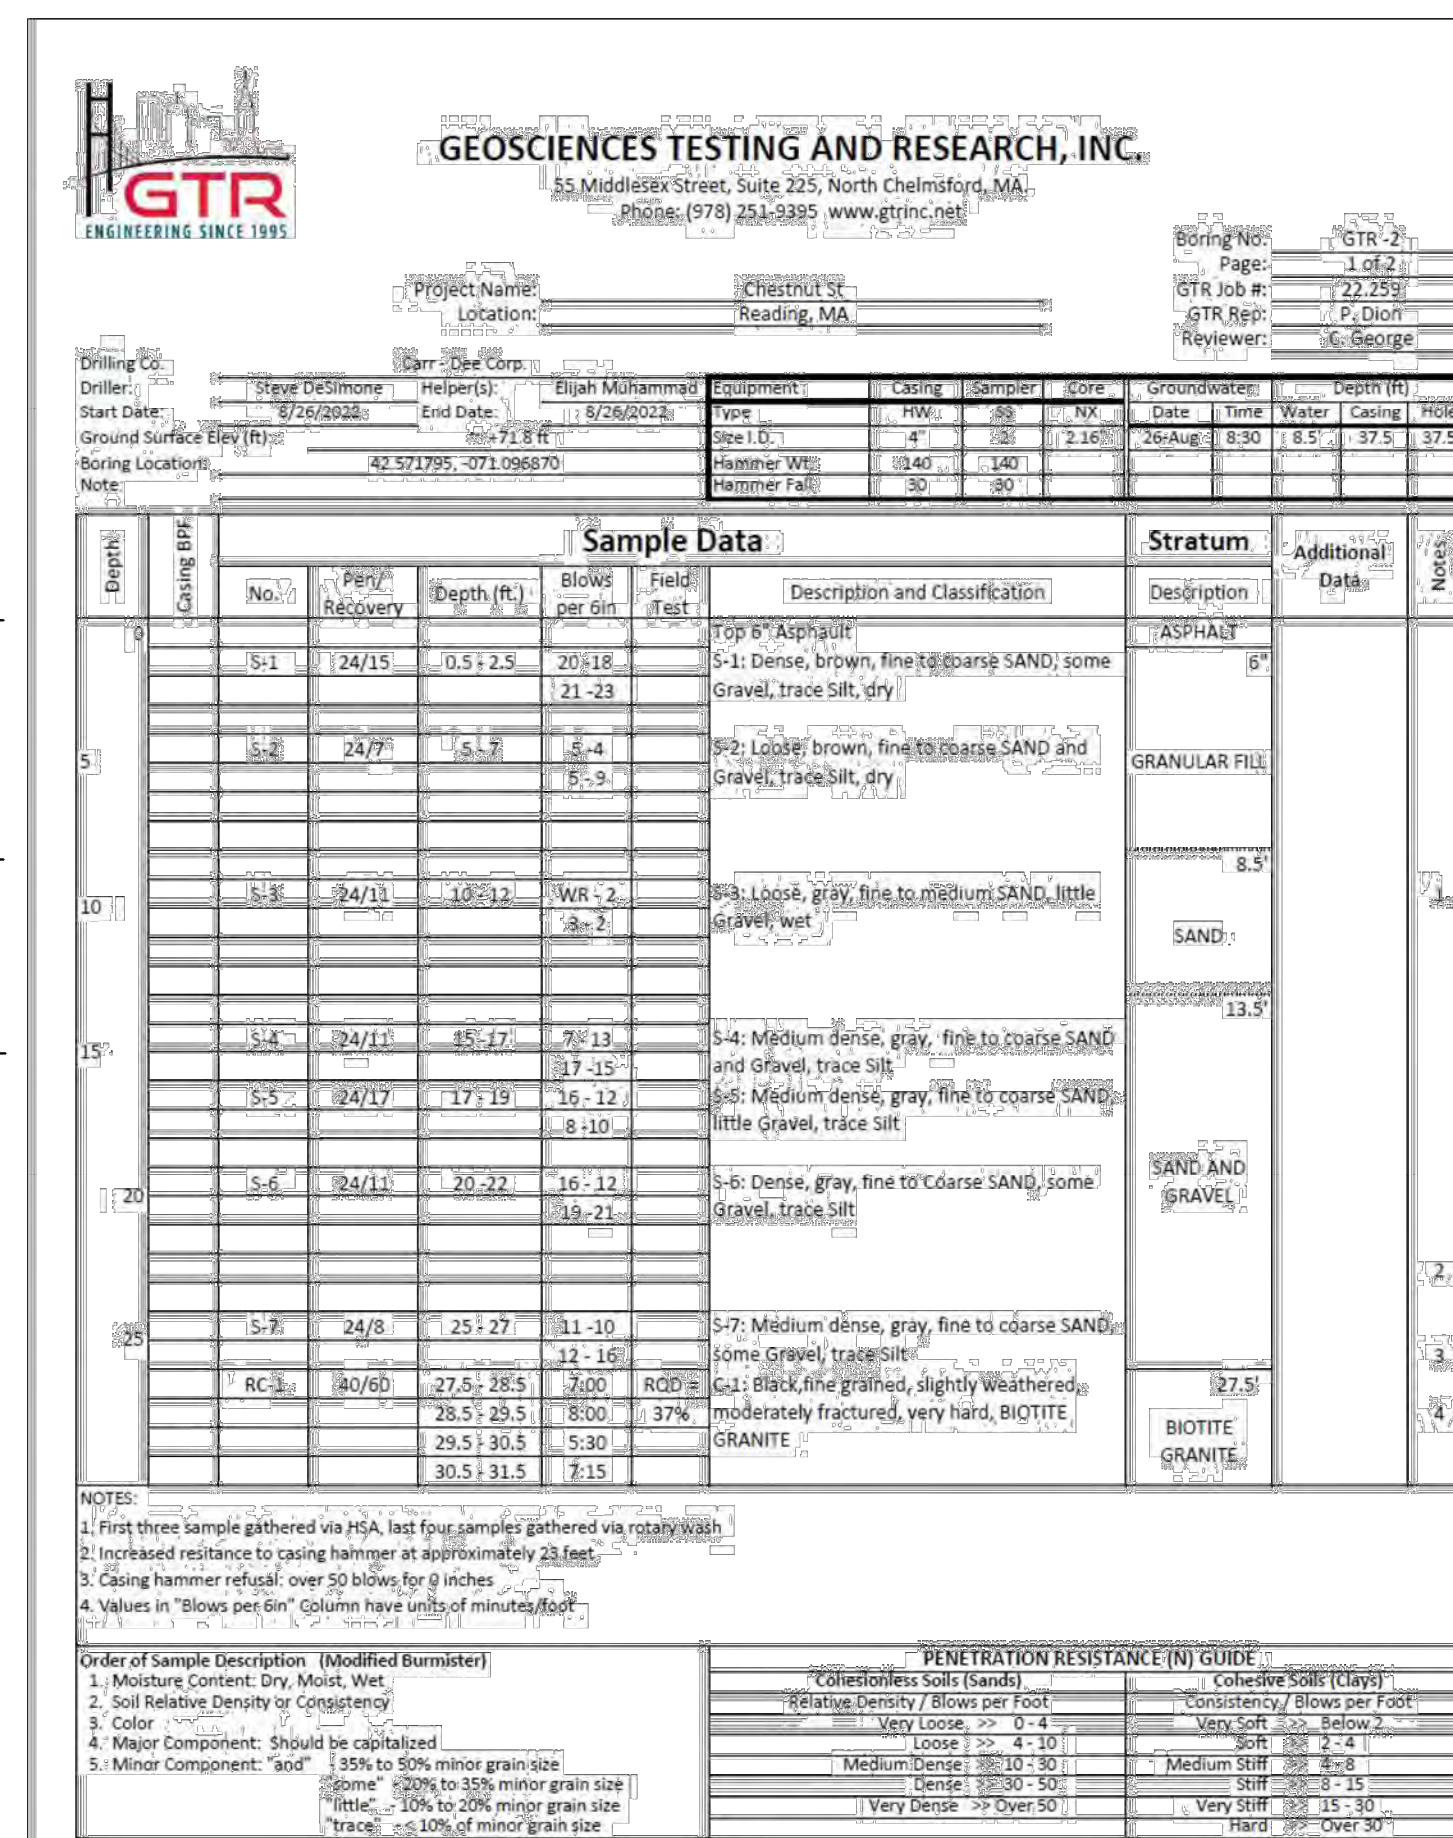 GTR
ENGINEERING SINCE 1995
GEOSCIENCES TESTING AND RESEARCH, INC.
55 Middlesex Street, Suite 225, North Chelmsford, MA.
Phone: (978) 251-9395 www.gtrinc.net
Boring No: GTR -2
Page: 1 of 2
Project Name: Chestnut St GTR Job #: 22.259
Location: Reading, MA GTR Rep: P. Dion
Reviewer: C. George
Drilling Co. Carr - Dee Corp.
Driller: Steve DeSimone Helper(s): Elijah Muhammad Equipment Casing Sampler Core Groundwater Depth (ft)
Start Date: 8/26/2022 End Date: 8/26/2022 Type HW SS NX Date Time Water Casing Hole
Ground Surface Elev (ft): +71.8 ft Size I.D. 4" 2" 2.16" 26-Aug 8:30 8.5' 37.5 37.5
Boring Location: 42.571795, -071.096870 Hammer Wt. 140 140
Note: Hammer Fall 30 30
Depth Casing BPF Sample Data Stratum Additional Data Notes
No. Pen/ Recovery Depth (ft.) Blows per 6in Field Test Description and Classification Description
0 Top 6" Asphault ASPHALT
S-1 24/15 0.5 - 2.5 20 -18 S-1: Dense, brown, fine to coarse SAND, some 6"
21 -23 Gravel, trace Silt, dry
S-2 24/7 5 - 7 5 -4 S-2; Loose, brown, fine to coarse SAND and
5 GRANULAR FILL
5 - 9 Gravel, trace Silt, dry
8.5'
S-3 24/11 10 - 12 WR - 2 S-3: Loose, gray, fine to medium SAND, little 1
10
3 - 2 Gravel, wet
SAND
13.5'
S-4 24/11 15 -17 7 - 13 S-4: Medium dense, gray, fine to coarse SAND
15
17 -15 and Gravel, trace Silt
S-5 24/17 17 - 19 16 - 12 S-5: Medium dense, gray, fine to coarse SAND,
8 -10 little Gravel, trace Silt
S-6 24/11 20 -22 16 - 12 S-6: Dense, gray, fine to Coarse SAND, some SAND AND
20 GRAVEL
19 -21 Gravel, trace Silt
2
S-7 24/8 25 - 27 11 -10 S-7: Medium dense, gray, fine to coarse SAND,
25
12 - 16 some Gravel, trace Silt 3
RC-1 40/60 27.5 - 28.5 7:00 RQD = C-1: Black,fine grained, slightly weathered, 27.5'
28.5 - 29.5 8:00 37% moderately fractured, very hard, BIOTITE 4
BIOTITE
29.5 - 30.5 5:30 GRANITE
GRANITE
30.5 - 31.5 7:15
NOTES:
1. First three sample gathered via HSA, last four samples gathered via rotary wash
2. Increased resitance to casing hammer at approximately 23 feet
3. Casing hammer refusal: over 50 blows for 0 inches
4. Values in "Blows per 6in" Column have units of minutes/foot
Order of Sample Description (Modified Burmister) PENETRATION RESISTANCE (N) GUIDE
1. Moisture Content: Dry, Moist, Wet Cohesionless Soils (Sands) Cohesive Soils (Clays)
2. Soil Relative Density or Consistency Relative Density / Blows per Foot Consistency / Blows per Foot
3. Color Very Loose >> 0 - 4 Very Soft >> Below 2
4. Major Component: Should be capitalized Loose >> 4 - 10 Soft >> 2 - 4
5. Minor Component: "and" - 35% to 50% minor grain size Medium Dense >> 10 - 30 Medium Stiff >> 4 - 8
"some" - 20% to 35% minor grain size Dense >> 30 - 50 Stiff >> 8 - 15
"little" - 10% to 20% minor grain size Very Dense >> Over 50 Very Stiff >> 15 - 30
"trace" - < 10% of minor grain size Hard >> Over 30